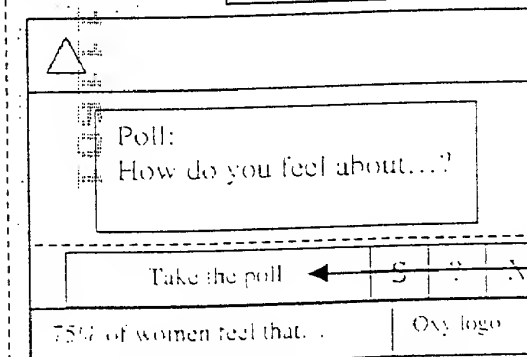 Poll:
How do you feel about...?
Take the poll S ?
75% of women feel that... Oxy logo